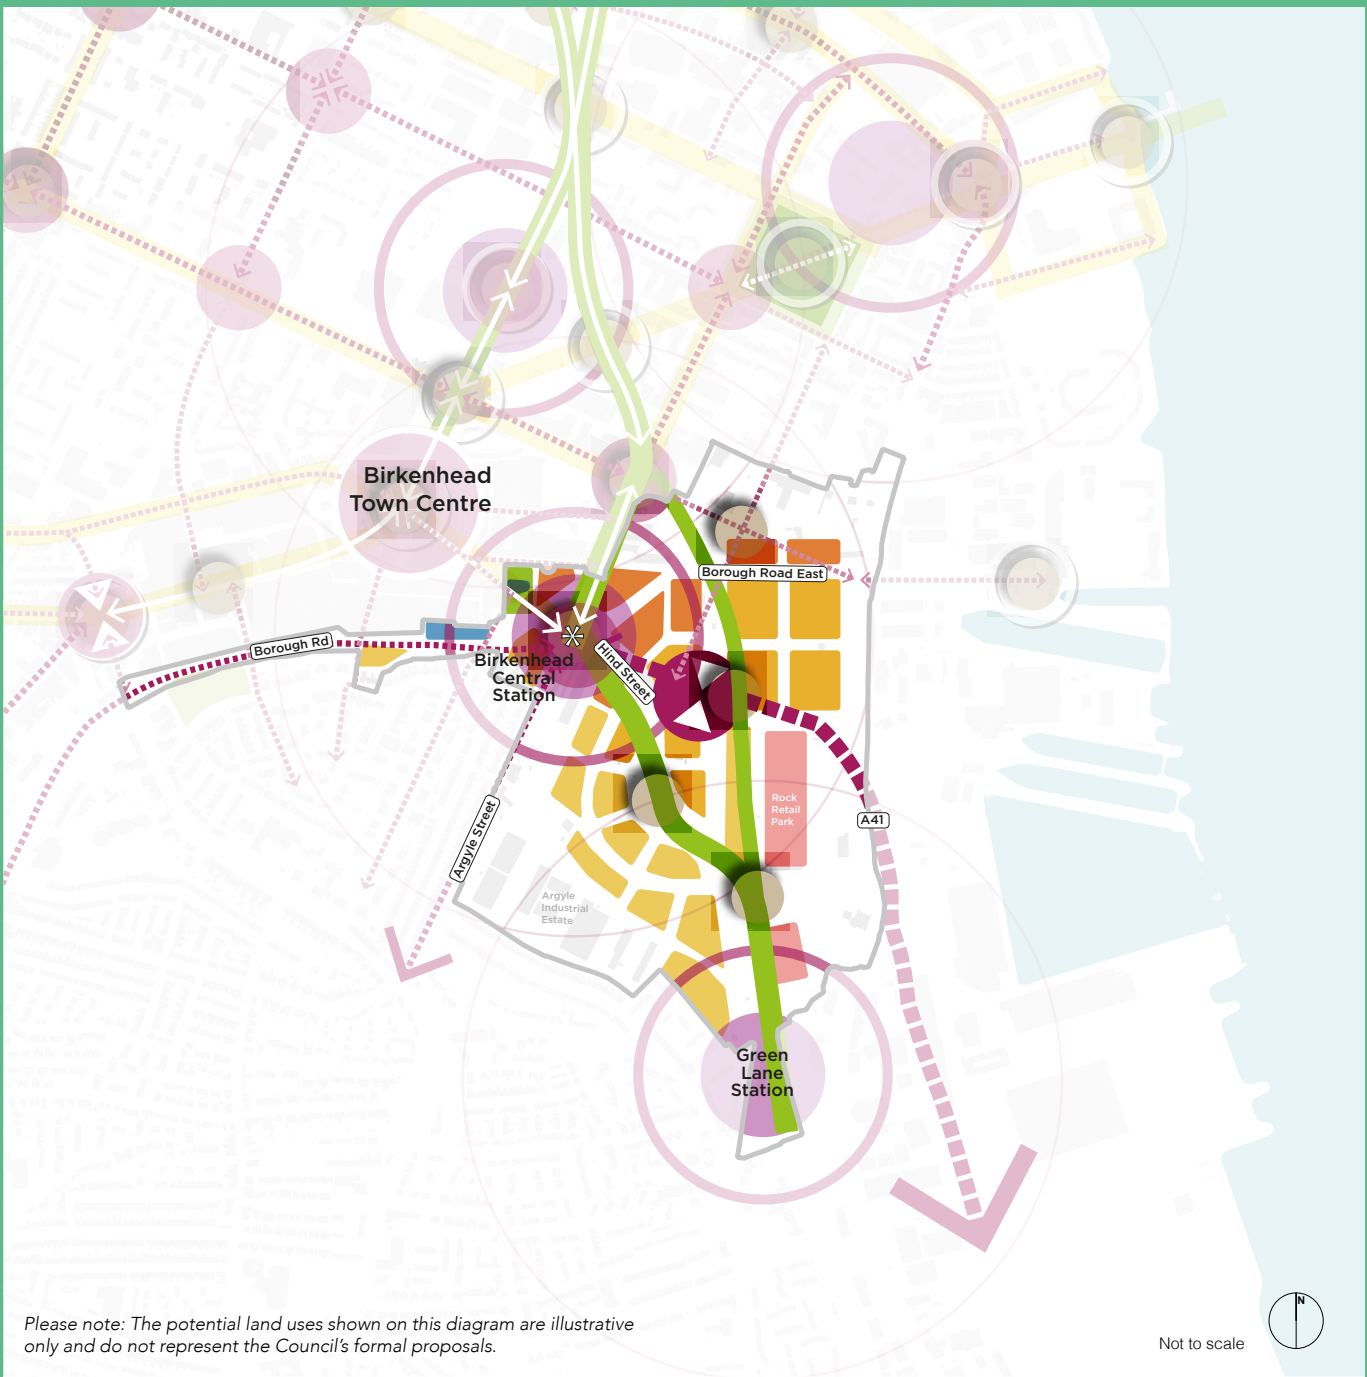 Birkenhead
Town Centre
Borough Road East
Borough Rd
Hind Street
Birkenhead
Central
Station
Rock
Retail
Park
A41
Argyle Street
Argyle
Industrial
Estate
Green
Lane
Station
Please note: The potential land uses shown on this diagram are illustrative
only and do not represent the Council's formal proposals.
N
Not to scale